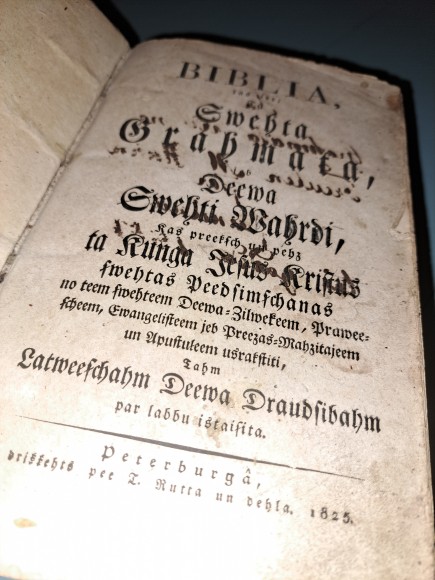 BIBLIA,
Swehta
Grahmata,
Deewa
Swehti Wahrdi,
Kas preeksch un pehz
ta Kunga Jesus Kristus
swehtas Peedsimschanas
no teem swehteem Deewa-Zilwekeem, Prawee-
scheem, Ewangelisteem jeb Preezas-Mahzitajeem
un Apustuleem usrakstiti,
Tahm
Latweeschahm Deewa Draudsibahm
par labbu istaisita.
Peterburgâ,
drikkehts pee T. Rutta un dehla. 1825.